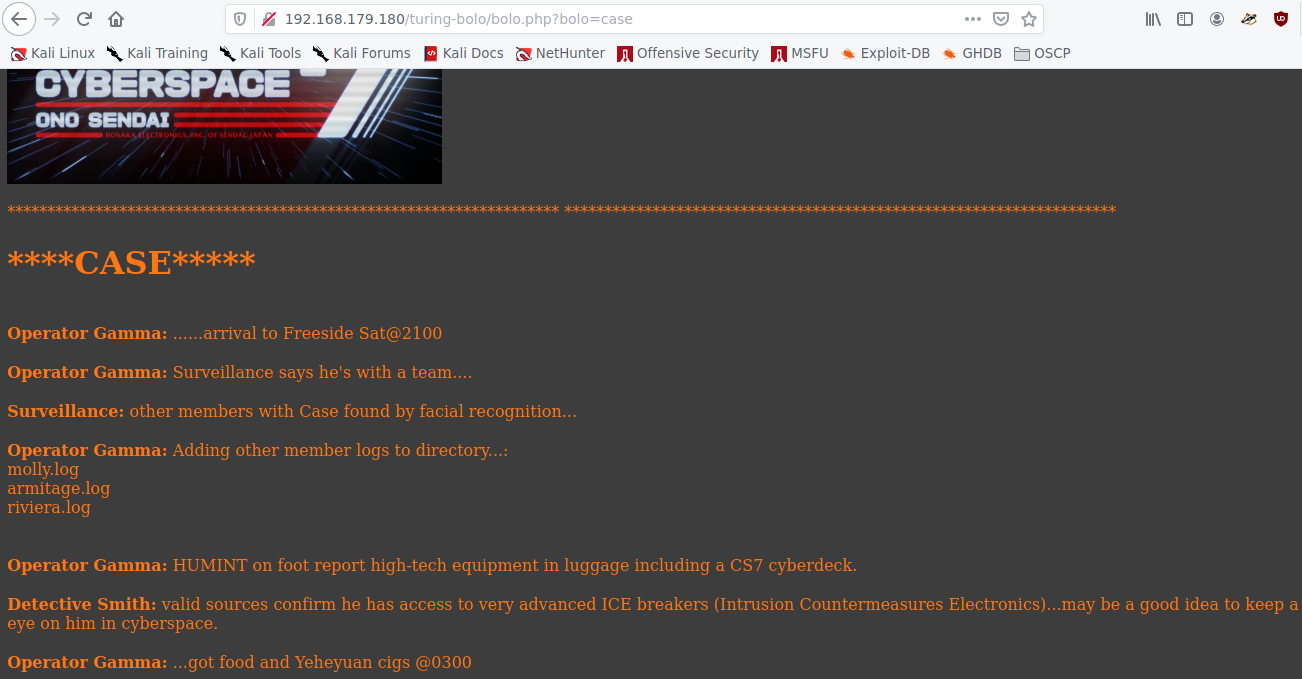 192.168.179.180/turing-bolo/bolo.php?bolo=case
Kali Linux Kali Training Kali Tools Kali Forums Kali Docs NetHunter Offensive Security MSFU Exploit-DB GHDB OSCP
CYBERSPACE
ONO SENDAI
HOSAKA ELECTRONICS, INC. OF SENDAI, JAPAN
********************************************************************* *********************************************************************
****CASE*****
Operator Gamma: ......arrival to Freeside Sat@2100
Operator Gamma: Surveillance says he's with a team....
Surveillance: other members with Case found by facial recognition...
Operator Gamma: Adding other member logs to directory...:
molly.log
armitage.log
riviera.log
Operator Gamma: HUMINT on foot report high-tech equipment in luggage including a CS7 cyberdeck.
Detective Smith: valid sources confirm he has access to very advanced ICE breakers (Intrusion Countermeasures Electronics)...may be a good idea to keep a
eye on him in cyberspace.
Operator Gamma: ...got food and Yeheyuan cigs @0300